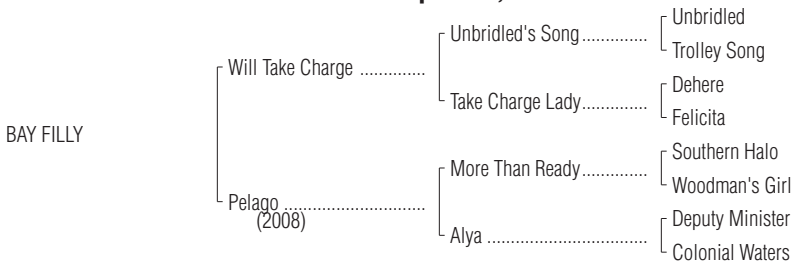 Unbridled
Unbridled's Song..............
Trolley Song
Will Take Charge ..............
Dehere
Take Charge Lady..............
Felicita
BAY FILLY
Southern Halo
More Than Ready..............
Woodman's Girl
Pelago ..............................
(2008)
Deputy Minister
Alya ..................................
Colonial Waters